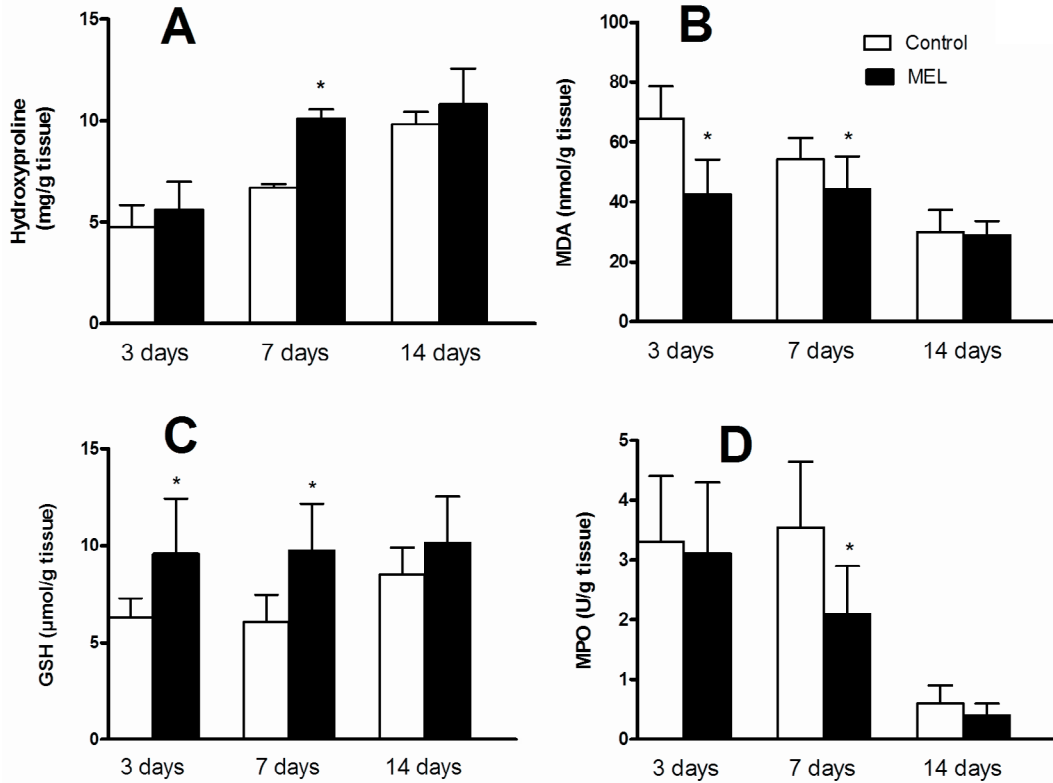 A
Hydroxyproline
(mg/g tissue)
15
10
5
0
*
3 days 7 days 14 days
B
MDA (nmol/g tissue)
100
80
60
40
20
0
Control
MEL
* *
3 days 7 days 14 days
C
GSH (μmol/g tissue)
15
10
5
0
* *
3 days 7 days 14 days
D
MPO (U/g tissue)
5
4
3
2
1
0
*
3 days 7 days 14 days